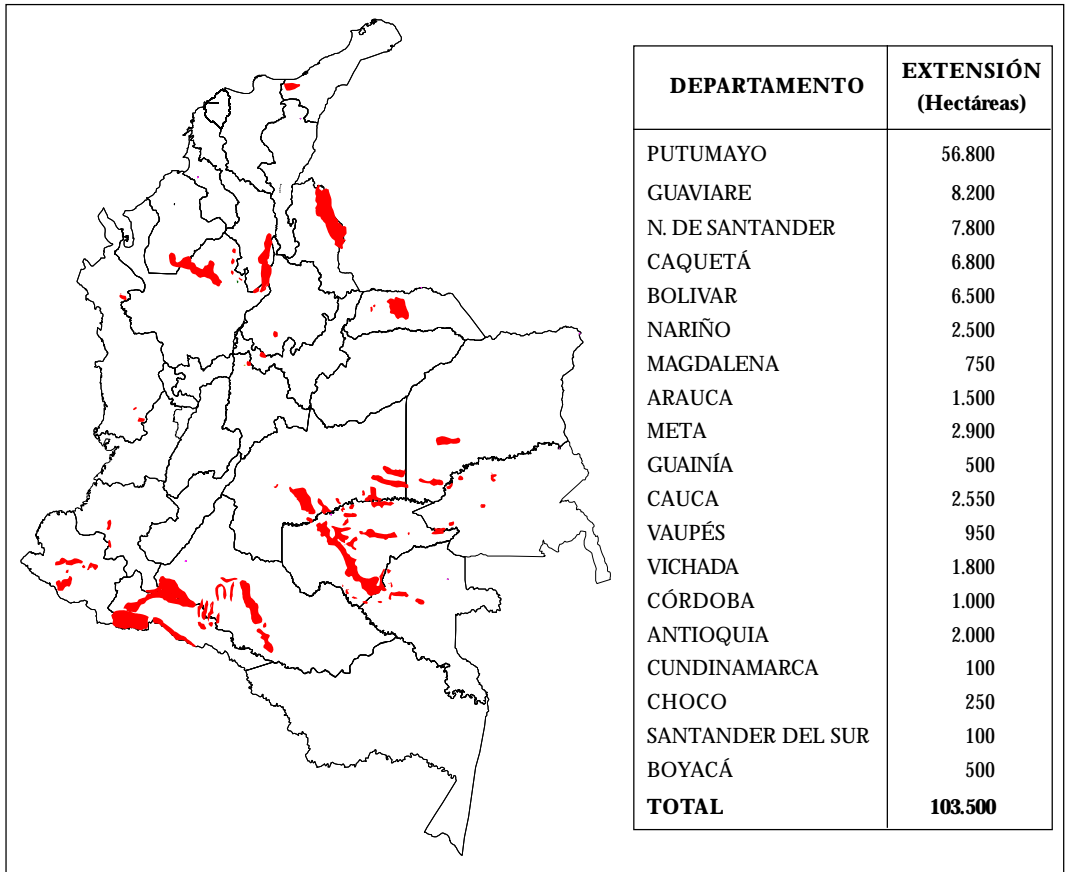 DEPARTAMENTO EXTENSIÓN
(Hectáreas)
PUTUMAYO 56.800
GUAVIARE 8.200
N. DE SANTANDER 7.800
CAQUETÁ 6.800
BOLIVAR 6.500
NARIÑO 2.500
MAGDALENA 750
ARAUCA 1.500
META 2.900
GUAINÍA 500
CAUCA 2.550
VAUPÉS 950
VICHADA 1.800
CÓRDOBA 1.000
ANTIOQUIA 2.000
CUNDINAMARCA 100
CHOCO 250
SANTANDER DEL SUR 100
BOYACÁ 500
TOTAL 103.500